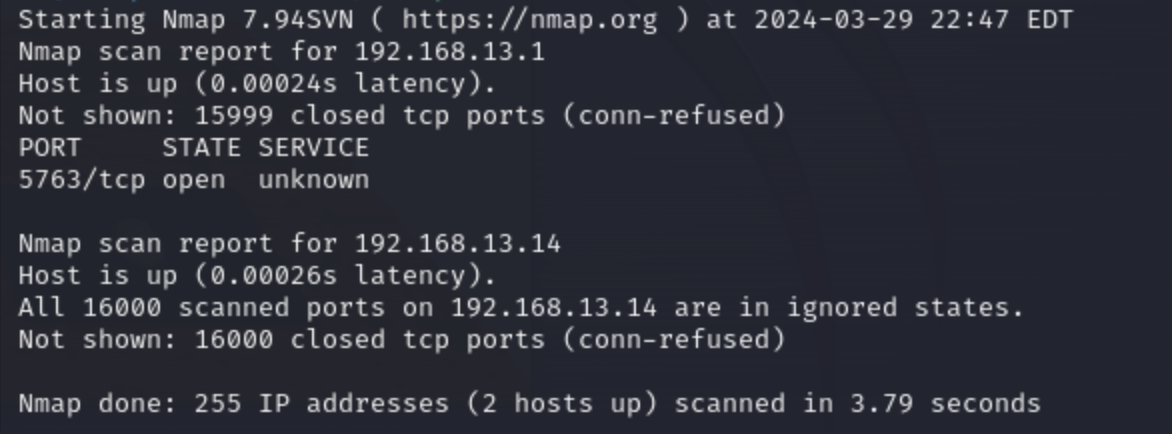 Starting Nmap 7.94SVN ( https://nmap.org ) at 2024-03-29 22:47 EDT
Nmap scan report for 192.168.13.1
Host is up (0.00024s latency).
Not shown: 15999 closed tcp ports (conn-refused)
PORT     STATE SERVICE
5763/tcp open  unknown

Nmap scan report for 192.168.13.14
Host is up (0.00026s latency).
All 16000 scanned ports on 192.168.13.14 are in ignored states.
Not shown: 16000 closed tcp ports (conn-refused)

Nmap done: 255 IP addresses (2 hosts up) scanned in 3.79 seconds